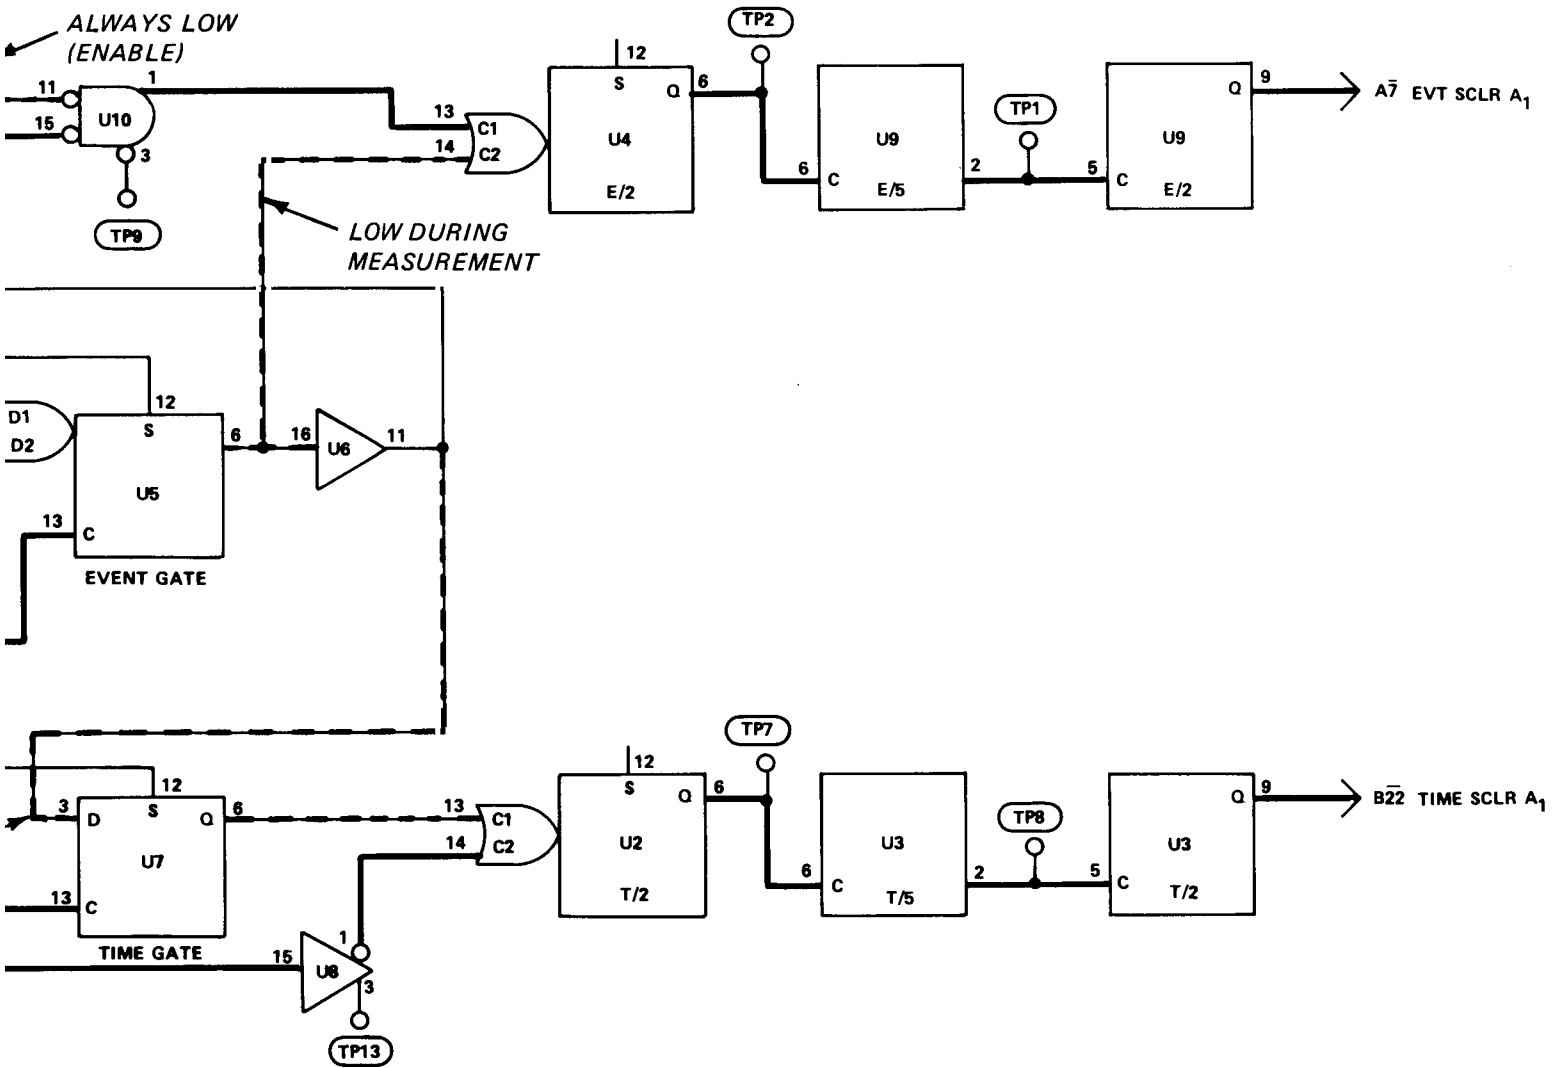 ALWAYS LOW
(ENABLE)
11
15
1
U10
3
TP9
13
14
C1
C2
12
S
Q
U4
E/2
6
TP2
6
C
U9
E/5
2
TP1
5
C
Q
U9
E/2
9
A7̅ EVT SCLR A1
LOW DURING
MEASUREMENT
D1
D2
12
S
U5
13
C
6
16
U6
11
EVENT GATE
3
D
12
S
Q
U7
13
C
6
TIME GATE
15
U8
1
3
TP13
13
14
C1
C2
12
S
Q
U2
T/2
6
TP7
6
C
U3
T/5
2
TP8
5
C
Q
U3
T/2
9
B2̅2̅ TIME SCLR A1